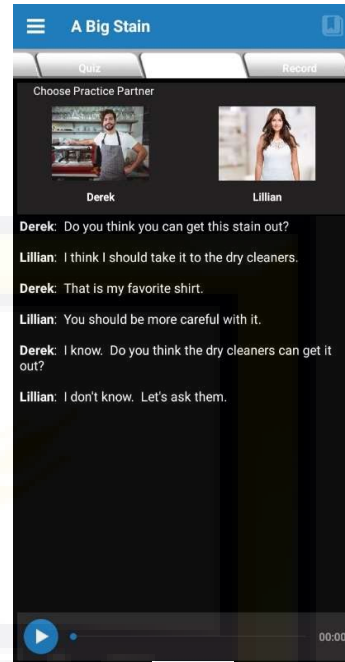 A Big Stain
Quiz
Record
Choose Practice Partner
Derek
Lillian
Derek: Do you think you can get this stain out?
Lillian: I think I should take it to the dry cleaners.
Derek: That is my favorite shirt.
Lillian: You should be more careful with it.
Derek: I know. Do you think the dry cleaners can get it
out?
Lillian: I don't know. Let's ask them.
00:00